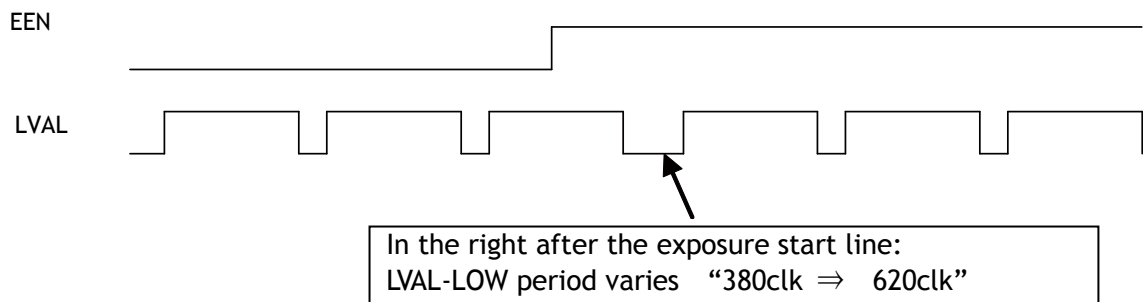 EEN
LVAL
In the right after the exposure start line:
LVAL-LOW period varies “380clk ⇒ 620clk”